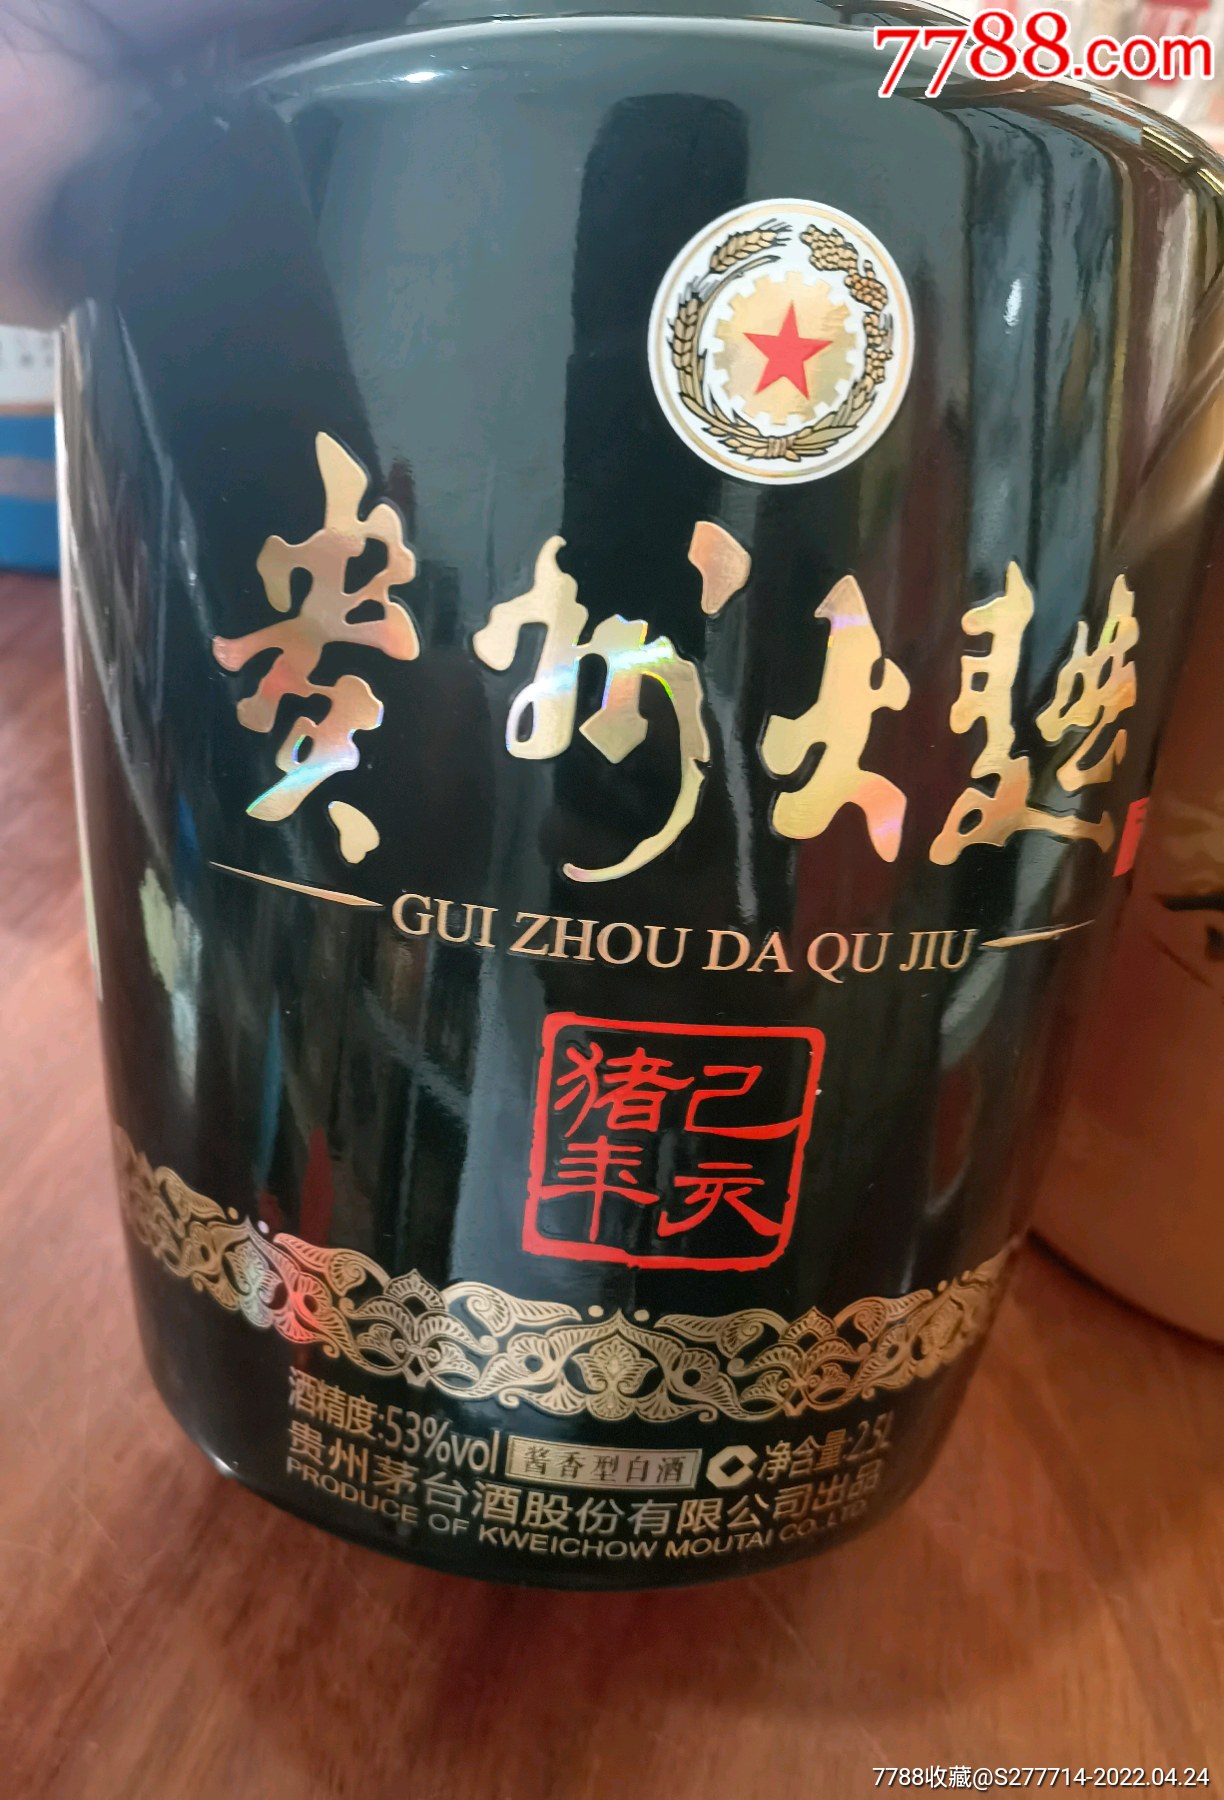 7788.com
贵州大麯
GUI ZHOU DA QU JIU
己亥
猪年
酒精度:53%vol 酱香型白酒 净含量:2.5L
贵州茅台酒股份有限公司出品
PRODUCE OF KWEICHOW MOUTAI CO.,LTD.
7788收藏@S277714-2022.04.24